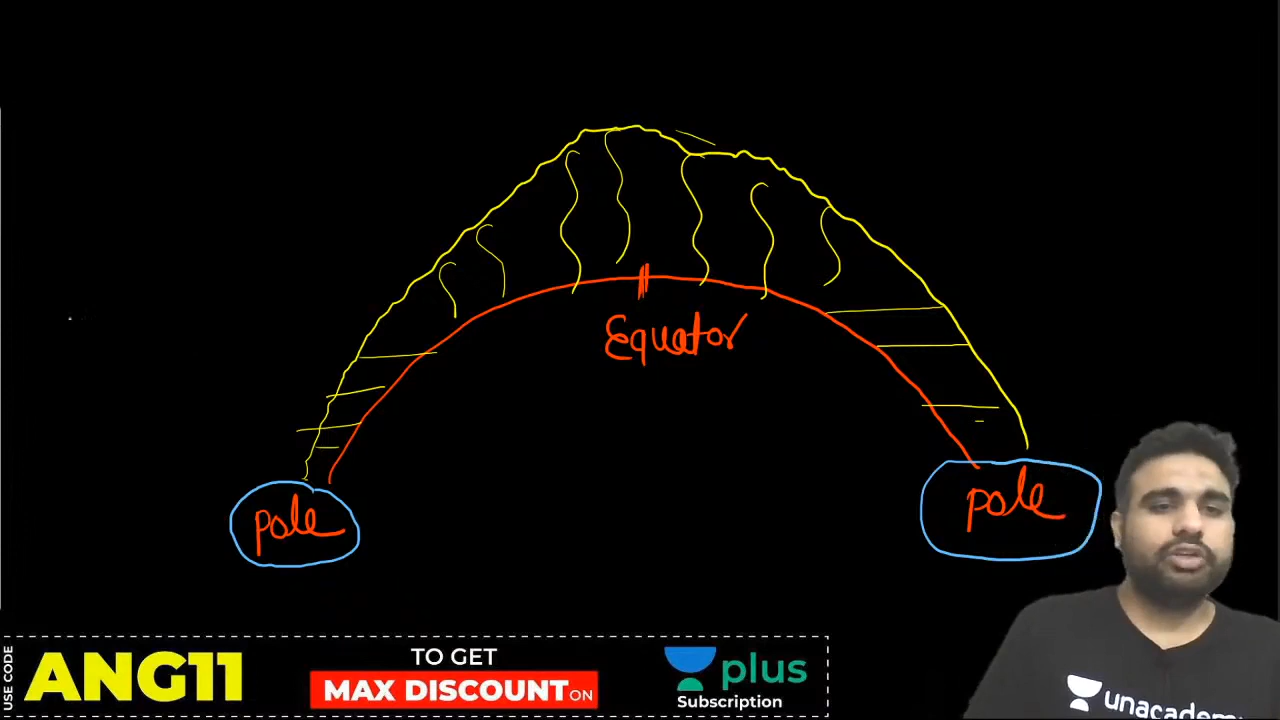 Equator
pole
pole
USE CODE
ANG11
TO GET
MAX DISCOUNT ON
plus
Subscription
unacademy